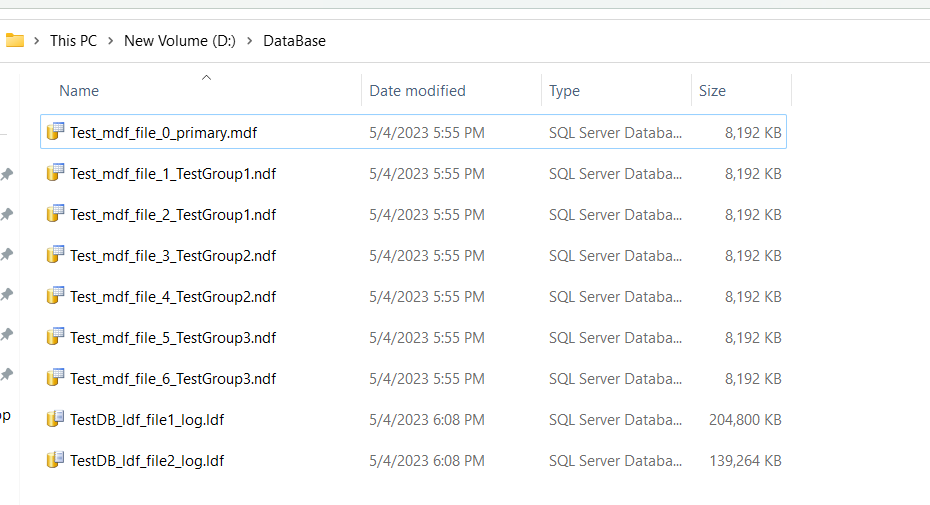 This PC > New Volume (D:) > DataBase
Name Date modified Type Size
Test_mdf_file_0_primary.mdf 5/4/2023 5:55 PM SQL Server Databa... 8,192 KB
Test_mdf_file_1_TestGroup1.ndf 5/4/2023 5:55 PM SQL Server Databa... 8,192 KB
Test_mdf_file_2_TestGroup1.ndf 5/4/2023 5:55 PM SQL Server Databa... 8,192 KB
Test_mdf_file_3_TestGroup2.ndf 5/4/2023 5:55 PM SQL Server Databa... 8,192 KB
Test_mdf_file_4_TestGroup2.ndf 5/4/2023 5:55 PM SQL Server Databa... 8,192 KB
Test_mdf_file_5_TestGroup3.ndf 5/4/2023 5:55 PM SQL Server Databa... 8,192 KB
Test_mdf_file_6_TestGroup3.ndf 5/4/2023 5:55 PM SQL Server Databa... 8,192 KB
TestDB_ldf_file1_log.ldf 5/4/2023 6:08 PM SQL Server Databa... 204,800 KB
TestDB_ldf_file2_log.ldf 5/4/2023 6:08 PM SQL Server Databa... 139,264 KB